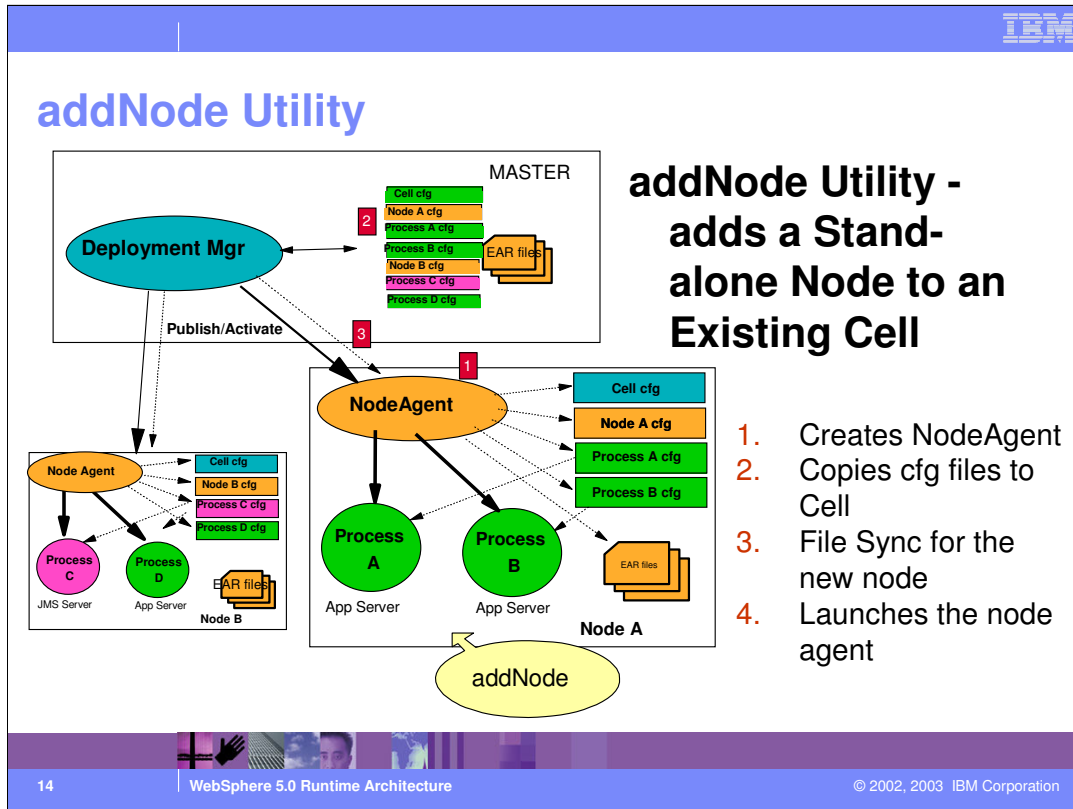 IBM
addNode Utility
MASTER
Cell cfg
Node A cfg
Process A cfg
Process B cfg
Node B cfg
Process C cfg
Process D cfg
EAR files
2
Deployment Mgr
Publish/Activate
3
1
NodeAgent
Cell cfg
Node A cfg
Process A cfg
Process B cfg
Process
A
App Server
Process
B
App Server
EAR files
Node A
Node Agent
Cell cfg
Node B cfg
Process C cfg
Process D cfg
Process
C
JMS Server
Process
D
App Server
EAR files
Node B
addNode
addNode Utility -
adds a Stand-
alone Node to an
Existing Cell
1. Creates NodeAgent
2. Copies cfg files to
Cell
3. File Sync for the
new node
4. Launches the node
agent
14
WebSphere 5.0 Runtime Architecture
© 2002, 2003 IBM Corporation